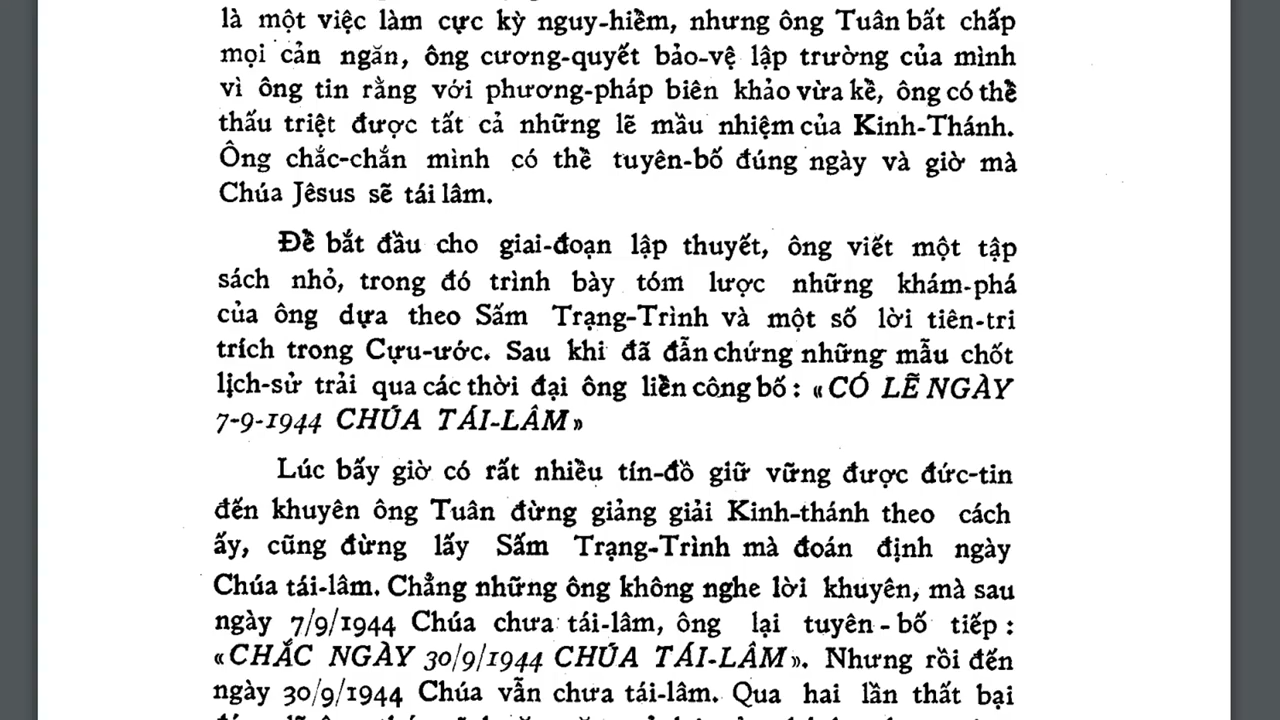 là một việc làm cực kỳ nguy-hiểm, nhưng ông Tuân bất chấp
mọi cản ngăn, ông cương-quyết bảo-vệ lập trường của mình
vì ông tin rằng với phương-pháp biên khảo vừa kể, ông có thể
thấu triệt được tất cả những lẽ mầu nhiệm của Kinh-Thánh.
Ông chắc-chắn mình có thể tuyên-bố đúng ngày và giờ mà
Chúa Jêsus sẽ tái lâm.
Để bắt đầu cho giai-đoạn lập thuyết, ông viết một tập
sách nhỏ, trong đó trình bày tóm lược những khám-phá
của ông dựa theo Sấm Trạng-Trình và một số lời tiên-tri
trích trong Cựu-ước. Sau khi đã đẫn chứng những mẫu chốt
lịch-sử trải qua các thời đại ông liền công bố : «CÓ LẼ NGÀY
7-9-1944 CHÚA TÁI-LÂM»
Lúc bấy giờ có rất nhiều tín-đồ giữ vững được đức-tin
đến khuyên ông Tuân đừng giảng giải Kinh-thánh theo cách
ấy, cũng đừng lấy Sấm Trạng-Trình mà đoán định ngày
Chúa tái-lâm. Chẳng những ông không nghe lời khuyên, mà sau
ngày 7/9/1944 Chúa chưa tái-lâm, ông lại tuyên-bố tiếp :
«CHẮC NGÀY 30/9/1944 CHÚA TÁI-LÂM». Nhưng rồi đến
ngày 30/9/1944 Chúa vẫn chưa tái-lâm. Qua hai lần thất bại